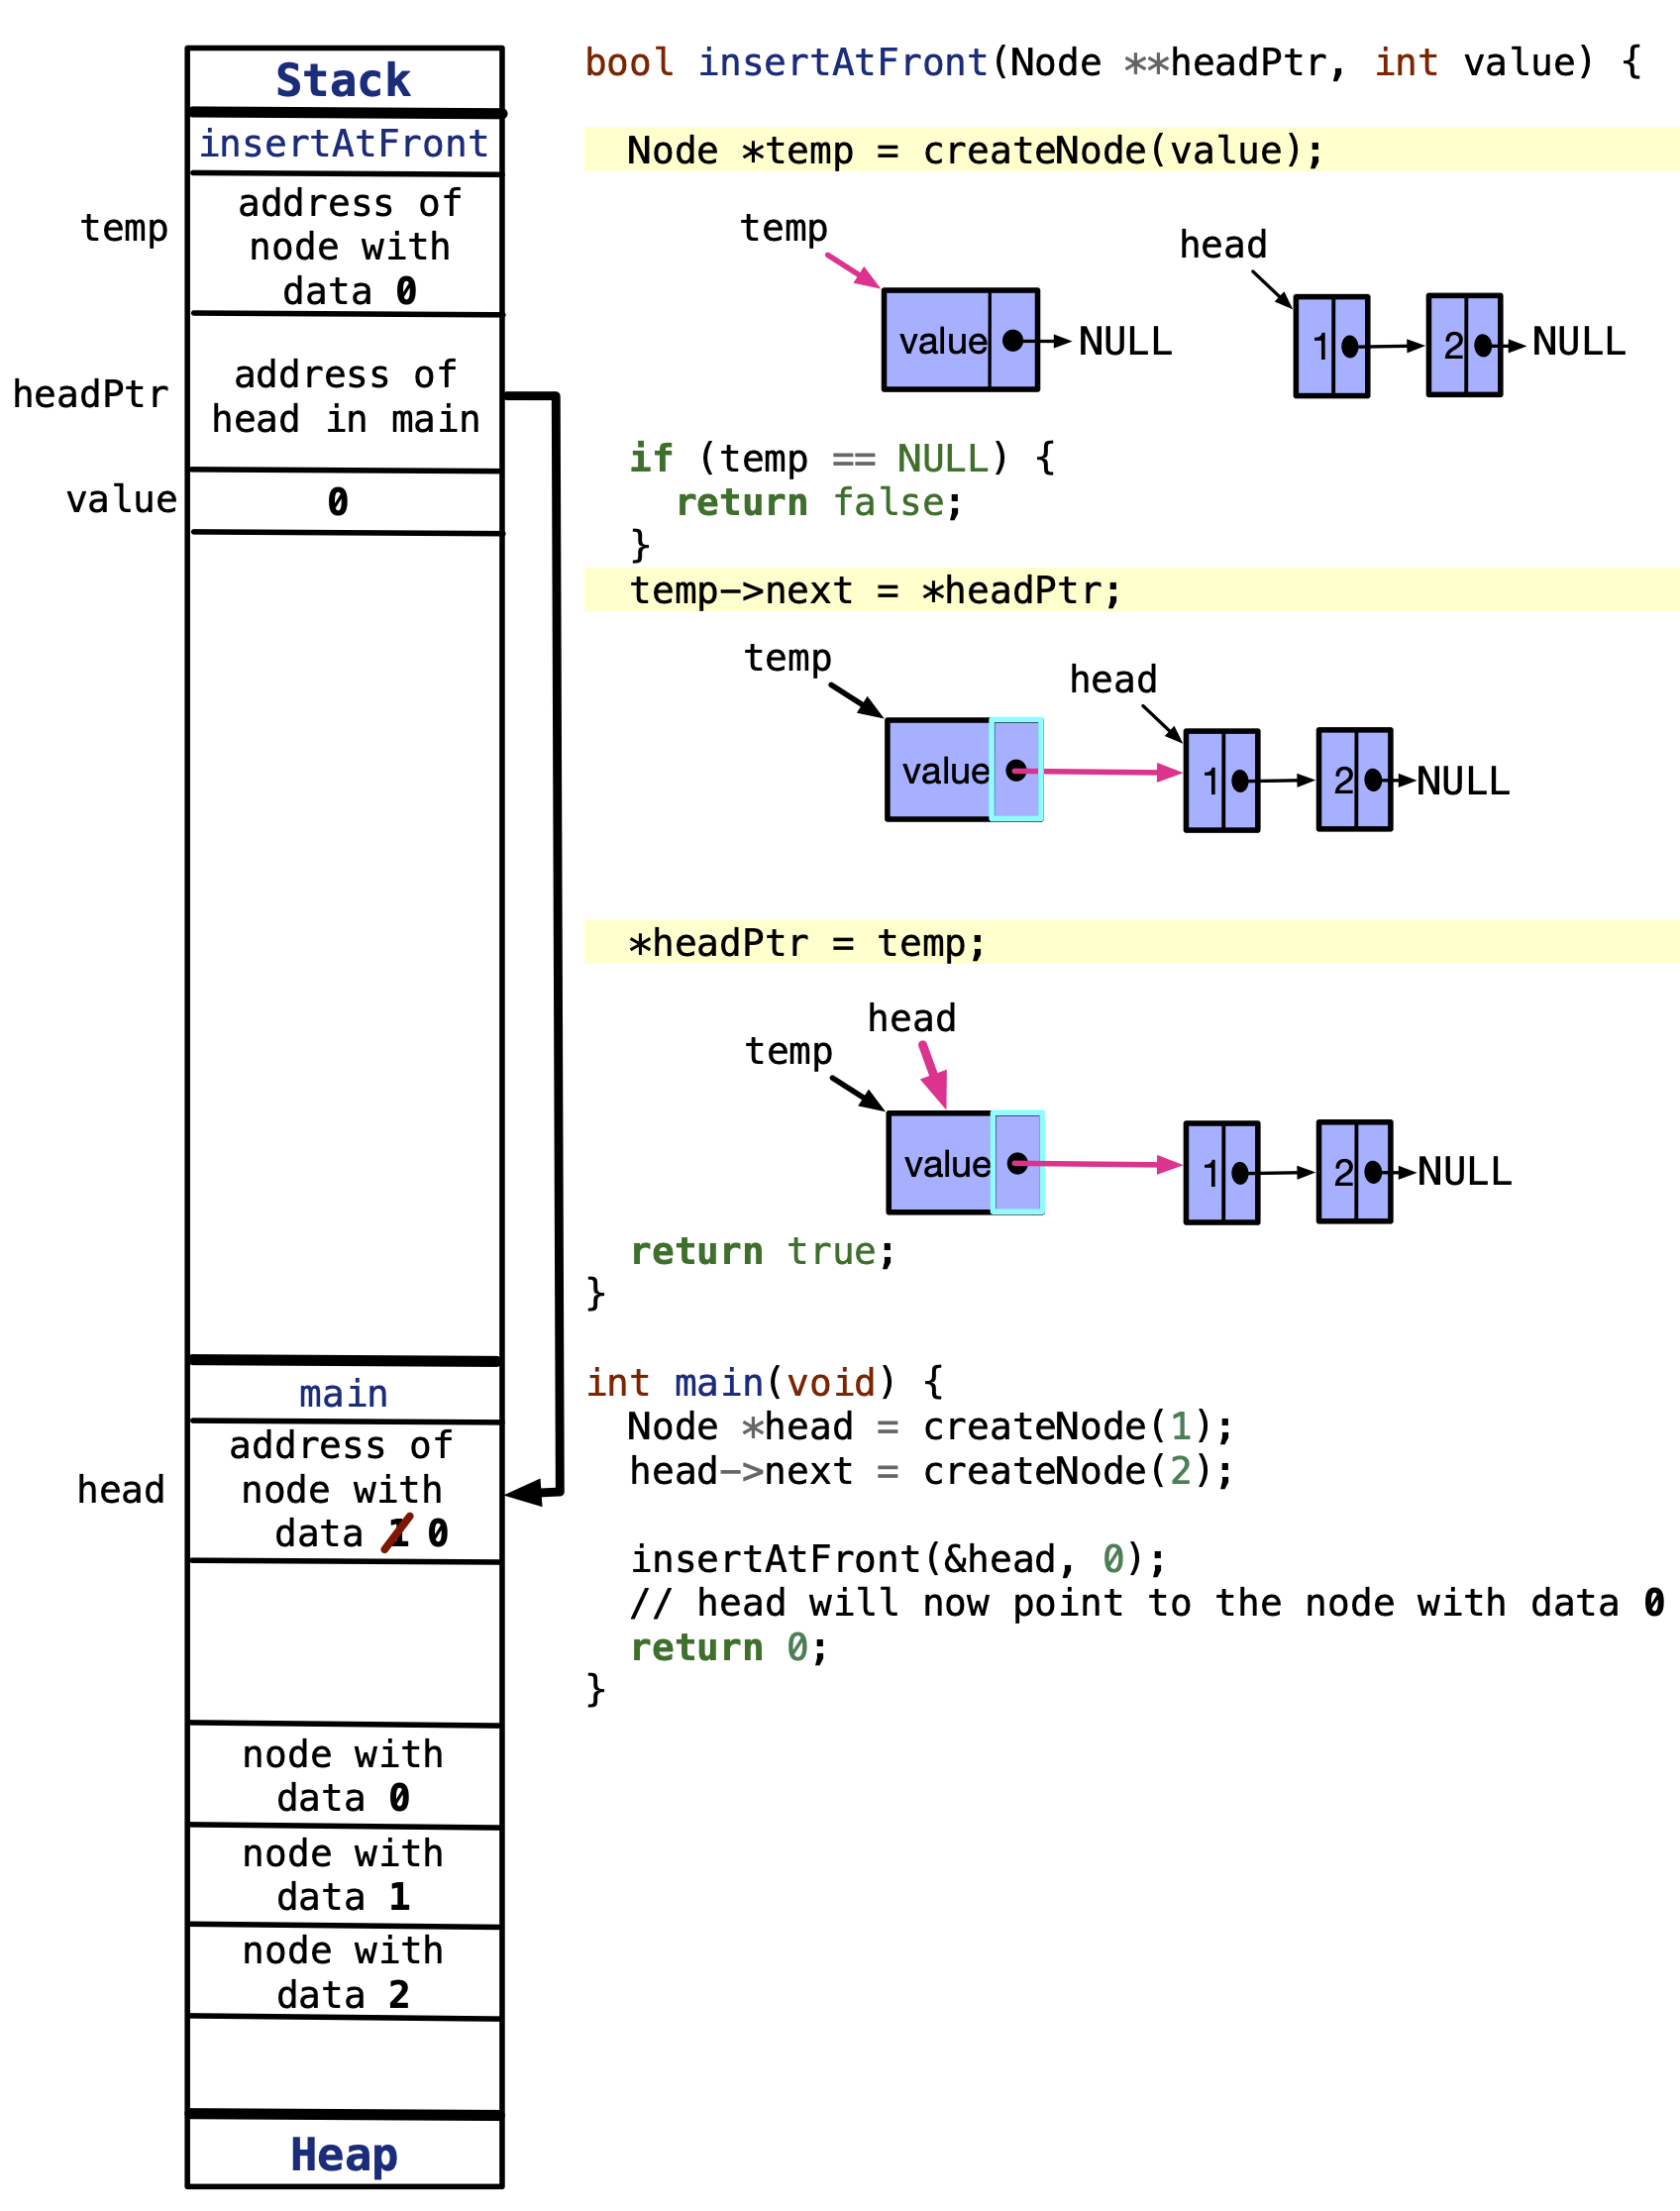 Stack
insertAtFront
temp
address of
node with
data 0
headPtr
address of
head in main
value
0
main
head
address of
node with
data 1 0
node with
data 0
node with
data 1
node with
data 2
Heap
bool insertAtFront(Node **headPtr, int value) {
Node *temp = createNode(value);
temp
head
value
NULL
1
2
NULL
if (temp == NULL) {
return false;
}
temp->next = *headPtr;
temp
head
value
1
2
NULL
*headPtr = temp;
head
temp
value
1
2
NULL
return true;
}
int main(void) {
Node *head = createNode(1);
head->next = createNode(2);
insertAtFront(&head, 0);
// head will now point to the node with data 0
return 0;
}